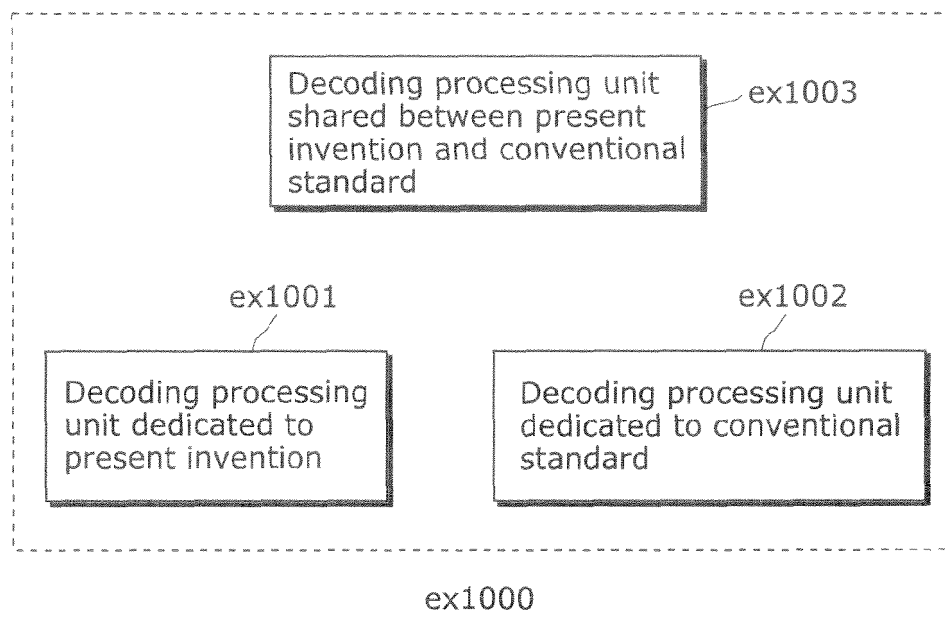 Decoding processing unit
shared between present
invention and conventional
standard
ex1003
ex1001
ex1002
Decoding processing
unit dedicated to
present invention
Decoding processing unit
dedicated to conventional
standard
ex1000